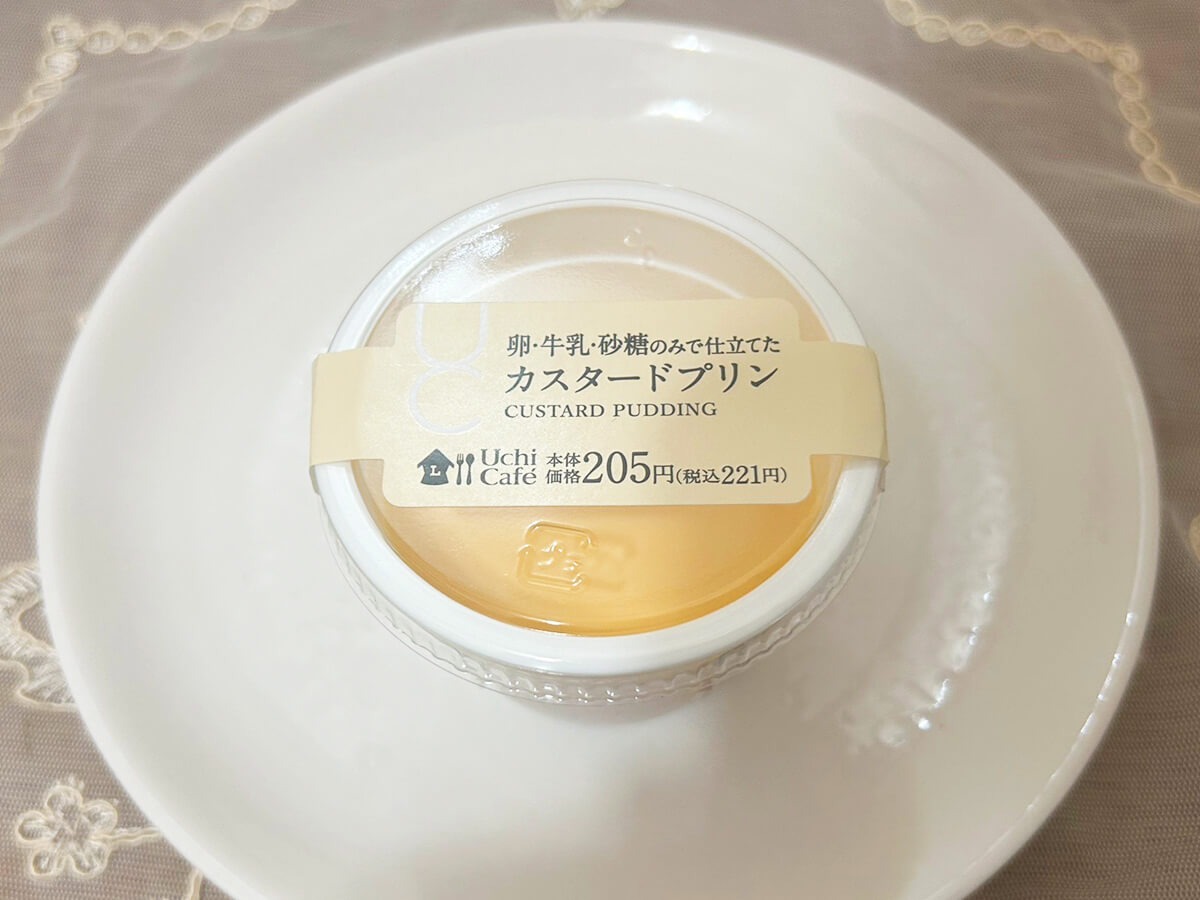 UC
卵・牛乳・砂糖のみで仕立てた
カスタードプリン
CUSTARD PUDDING
L Uchi Café 本体価格205円(税込221円)